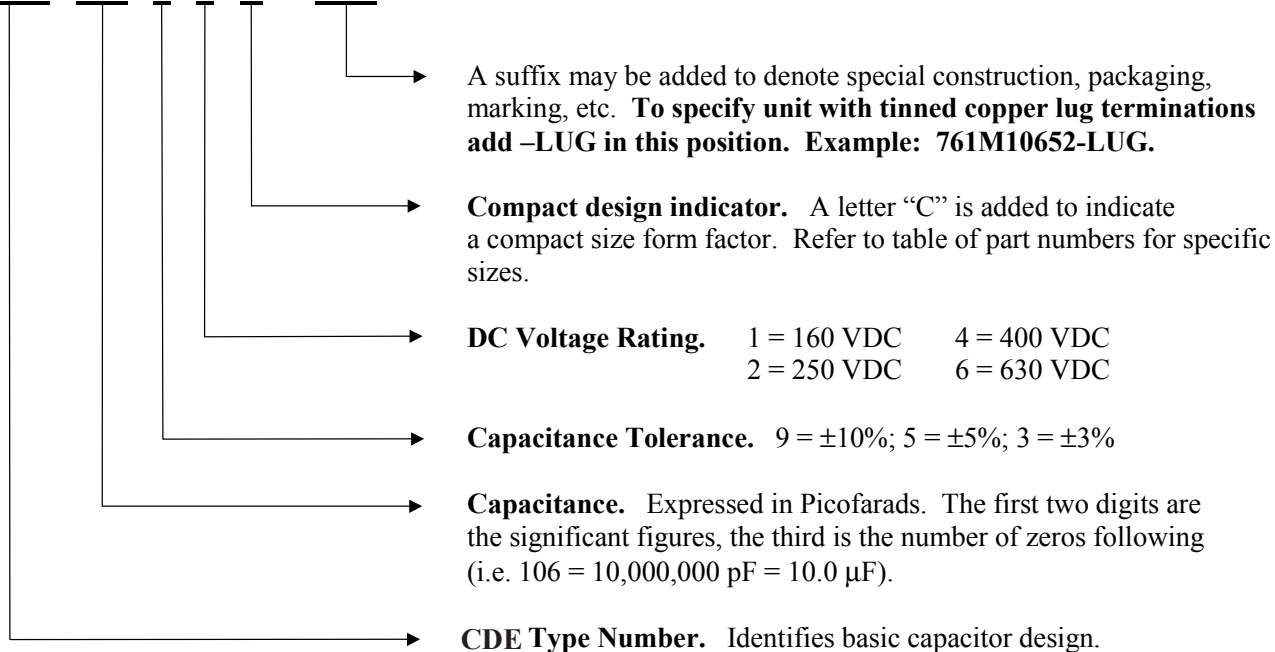 A suffix may be added to denote special construction, packaging,
marking, etc. To specify unit with tinned copper lug terminations
add –LUG in this position. Example: 761M10652-LUG.
Compact design indicator. A letter “C” is added to indicate
a compact size form factor. Refer to table of part numbers for specific
sizes.
DC Voltage Rating. 1 = 160 VDC 4 = 400 VDC
2 = 250 VDC 6 = 630 VDC
Capacitance Tolerance. 9 = ±10%; 5 = ±5%; 3 = ±3%
Capacitance. Expressed in Picofarads. The first two digits are
the significant figures, the third is the number of zeros following
(i.e. 106 = 10,000,000 pF = 10.0 µF).
CDE Type Number. Identifies basic capacitor design.